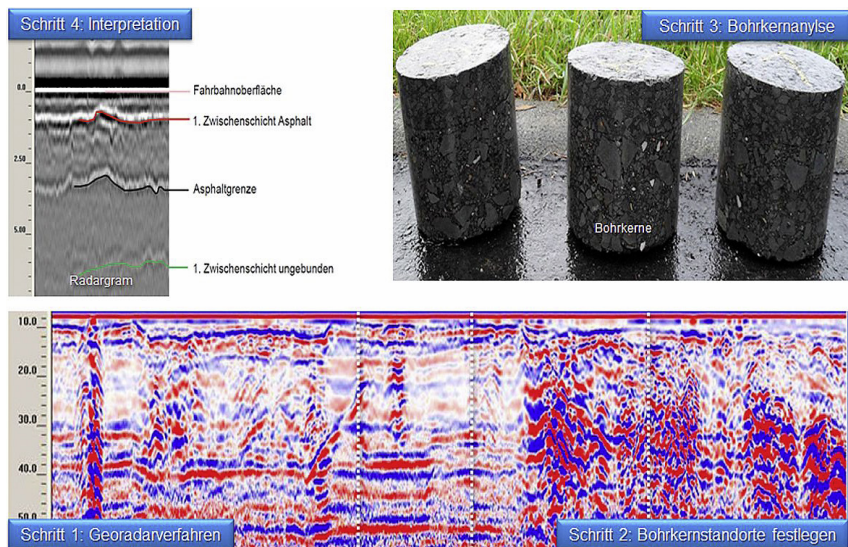 Schritt 4: Interpretation
0.0
Fahrbahnoberfläche
1. Zwischenschicht Asphalt
2.50
Asphaltgrenze
5.00
1. Zwischenschicht ungebunden
Radargram
Schritt 3: Bohrkernanylse
Bohrkerne
10.0
20.0
30.0
40.0
50.0
Schritt 1: Georadarverfahren
Schritt 2: Bohrkernstandorte festlegen